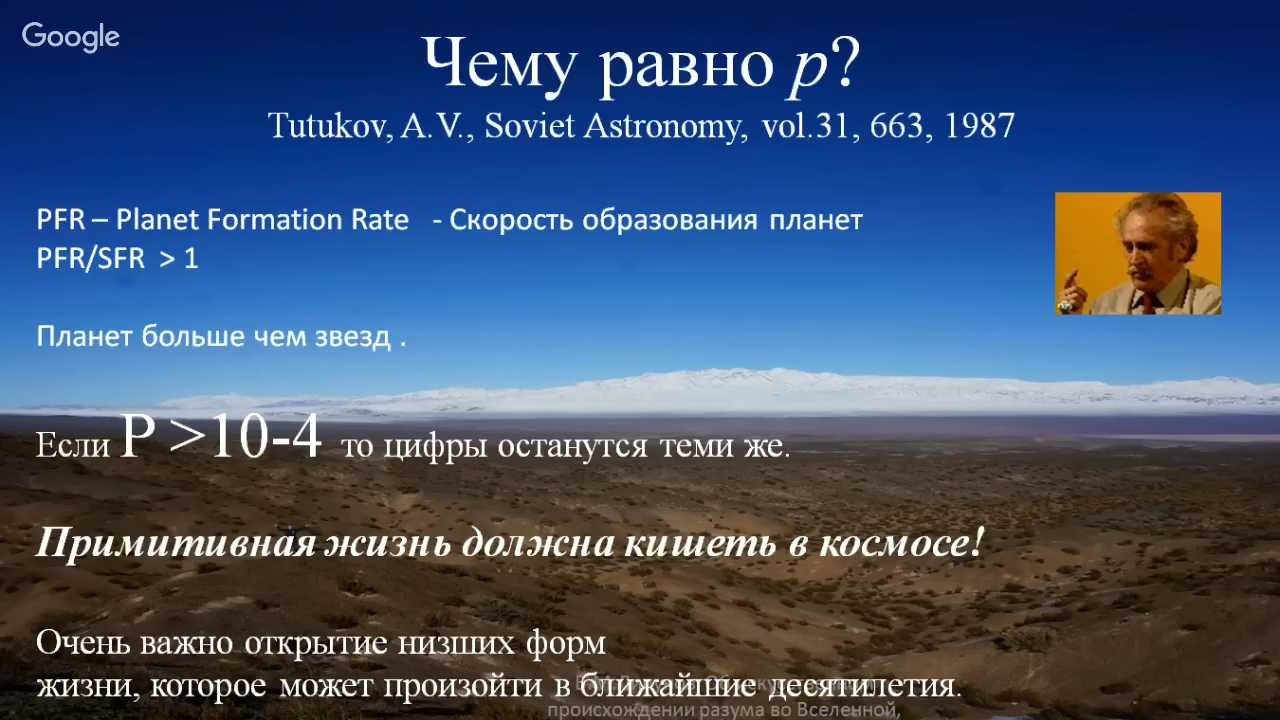 Google
Чему равно p?
Tutukov, A.V., Soviet Astronomy, vol.31, 663, 1987
PFR – Planet Formation Rate - Скорость образования планет
PFR/SFR > 1
Планет больше чем звезд .
Если P >10-4 то цифры останутся теми же.
Примитивная жизнь должна кишеть в космосе!
Очень важно открытие низших форм
жизни, которое может произойти в ближайшие десятилетия.
происхождении разума во Вселенной,